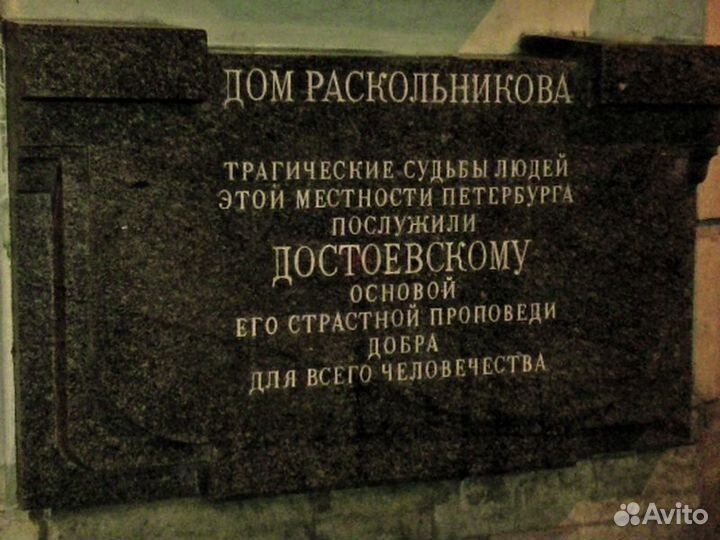 ДОМ РАСКОЛЬНИКОВА
ТРАГИЧЕСКИЕ СУДЬБЫ ЛЮДЕЙ
ЭТОЙ МЕСТНОСТИ ПЕТЕРБУРГА
ПОСЛУЖИЛИ
ДОСТОЕВСКОМУ
ОСНОВОЙ
ЕГО СТРАСТНОЙ ПРОПОВЕДИ
ДОБРА
ДЛЯ ВСЕГО ЧЕЛОВЕЧЕСТВА
Avito